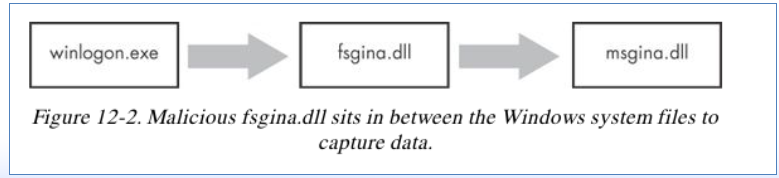 winlogon.exe fsgina.dll msgina.dll
Figure 12-2. Malicious fsgina.dll sits in between the Windows system files to
capture data.